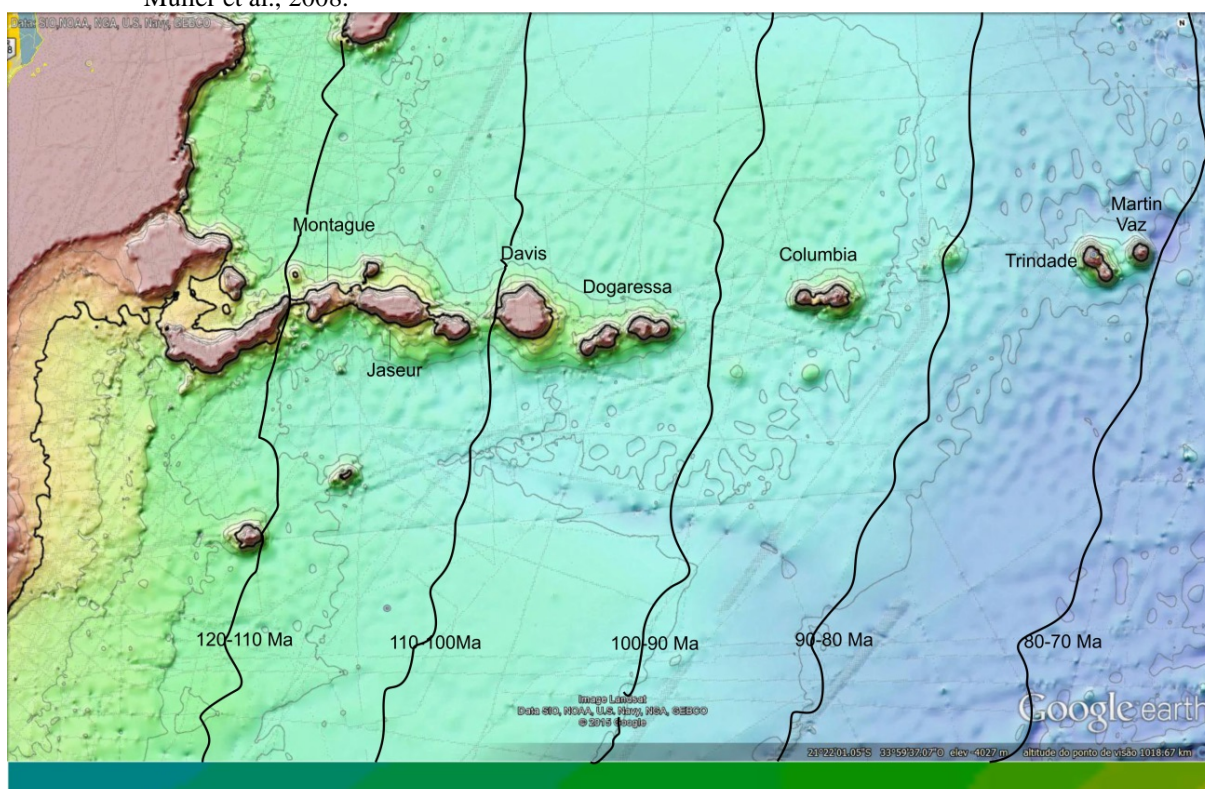 Müller et al., 2008.
Data: SIO,NOAA, U.S. Navy, GEBCO
N
Montague
Davis
Dogaressa
Jaseur
Columbia
Martin
Vaz
Trindade
120-110 Ma
110-100Ma
100-90 Ma
90-80 Ma
80-70 Ma
Image Landsat
Data SIO, NOAA, U.S. Navy, NGA, GEBCO
© 2015 Google
Google earth
21°22'01.05"S 33°59'37.07"O elev -4027 m altitude do ponto de visão 1018.67 km